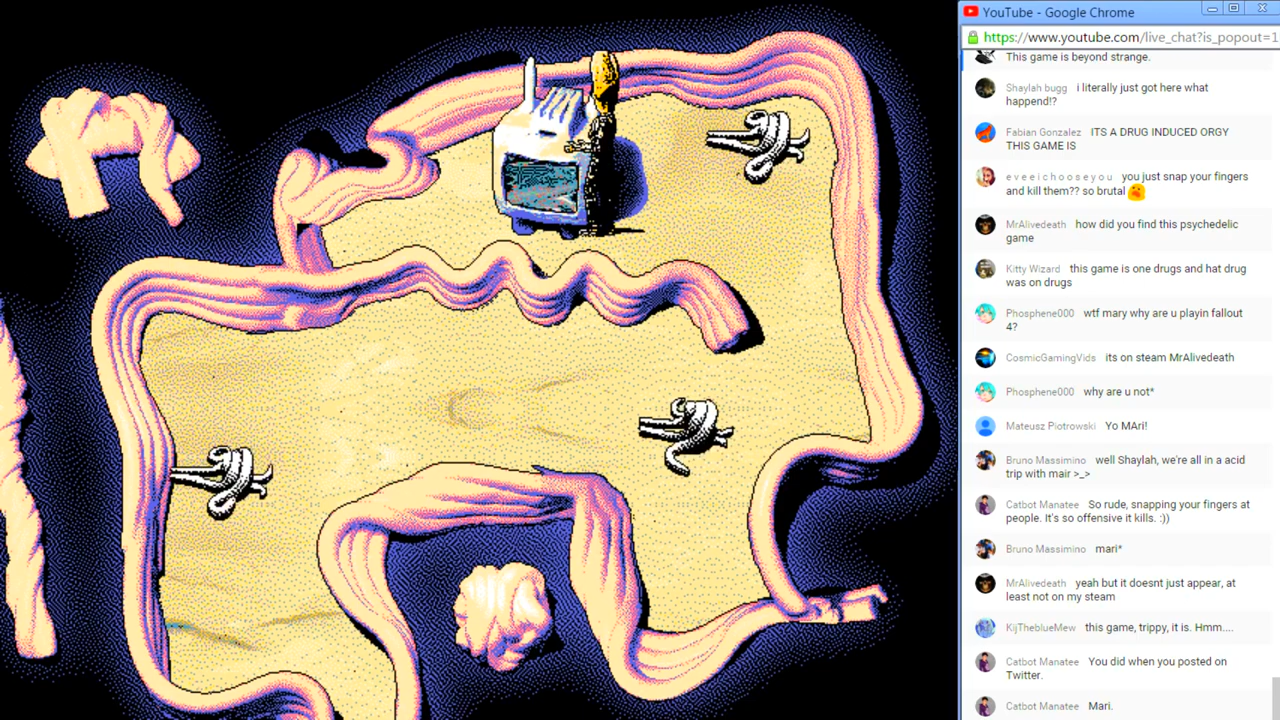 YouTube - Google Chrome
https://www.youtube.com/live_chat?is_popout=1
This game is beyond strange.
Shaylah bugg i literally just got here what
happend!?
Fabian Gonzalez ITS A DRUG INDUCED ORGY
THIS GAME IS
e v e e i c h o o s e y o u you just snap your fingers
and kill them?? so brutal
MrAlivedeath how did you find this psychedelic
game
Kitty Wizard this game is one drugs and hat drug
was on drugs
Phosphene000 wtf mary why are u playin fallout
4?
CosmicGamingVids its on steam MrAlivedeath
Phosphene000 why are u not*
Mateusz Piotrowski Yo MAri!
Bruno Massimino well Shaylah, we're all in a acid
trip with mair >_>
Catbot Manatee So rude, snapping your fingers at
people. It's so offensive it kills. :))
Bruno Massimino mari*
MrAlivedeath yeah but it doesnt just appear, at
least not on my steam
KijTheblueMew this game, trippy, it is. Hmm....
Catbot Manatee You did when you posted on
Twitter.
Catbot Manatee Mari.